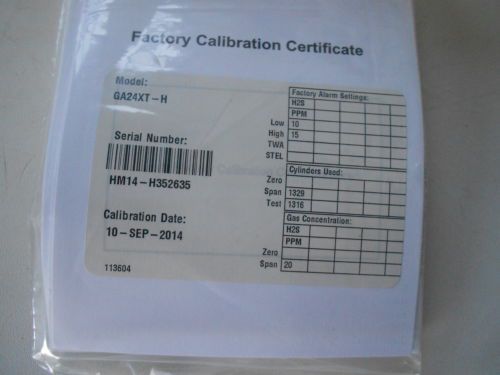 Factory Calibration Certificate
Model:
GA24XT-H
Serial Number:
HM14-H352635
Calibration Date:
10-SEP-2014
113604
Factory Alarm Settings:
H2S
PPM
Low 10
High 15
TWA
STEL
Cylinders Used:
Zero
Span 1329
Test 1316
Gas Concentration:
H2S
PPM
Zero
Span 20